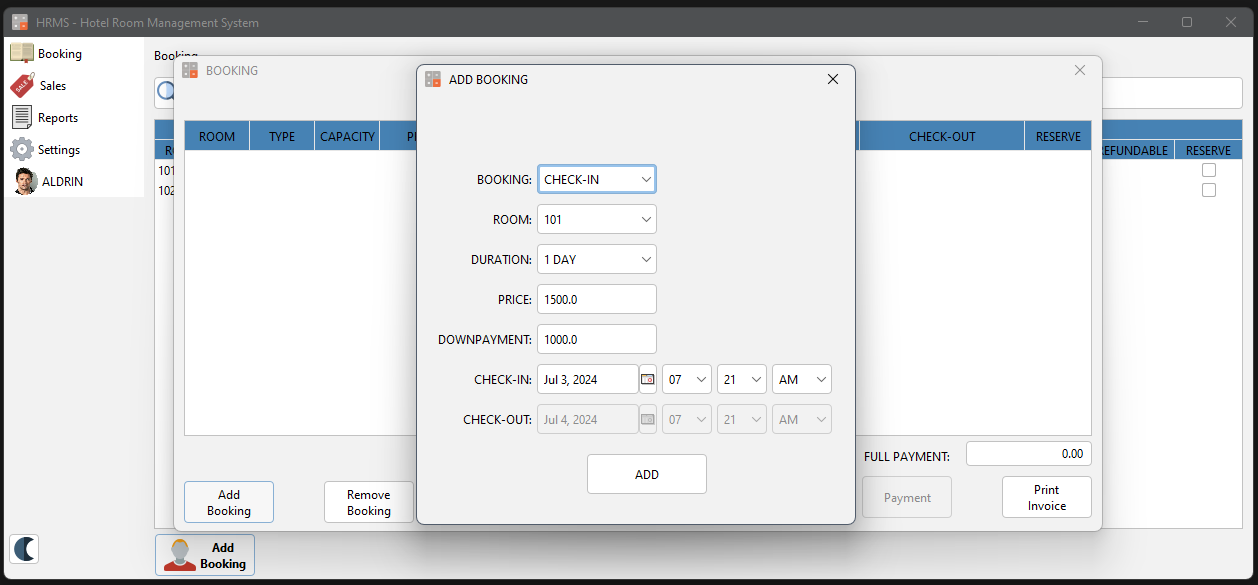 HRMS - Hotel Room Management System
Booking
Sales
Reports
Settings
ALDRIN
Booking
REFUNDABLE RESERVE
101
102
BOOKING
ROOM TYPE CAPACITY CHECK-OUT RESERVE
FULL PAYMENT: 0.00
Add
Booking
Remove
Booking
Payment
Print
Invoice
ADD BOOKING
BOOKING: CHECK-IN
ROOM: 101
DURATION: 1 DAY
PRICE: 1500.0
DOWNPAYMENT: 1000.0
CHECK-IN: Jul 3, 2024 07 21 AM
CHECK-OUT: Jul 4, 2024 07 21 AM
ADD
Add
Booking